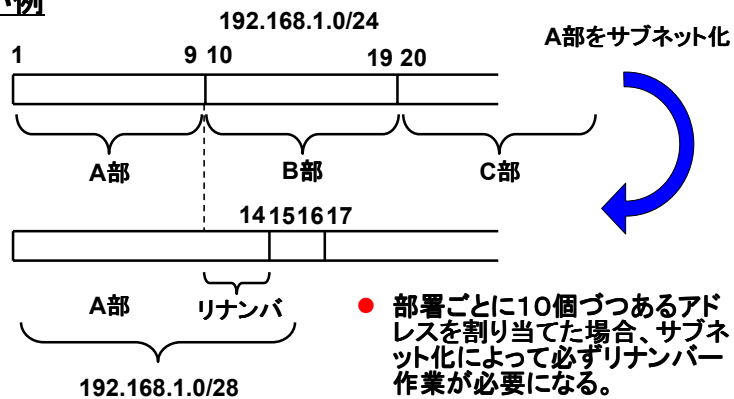 い例
192.168.1.0/24
A部をサブネット化
1
9 10
19 20
A部
B部
C部
14151617
A部
リナンバ
192.168.1.0/28
● 部署ごとに１０個づつあるアド
レスを割り当てた場合、サブネ
ット化によって必ずリナンバー
作業が必要になる。